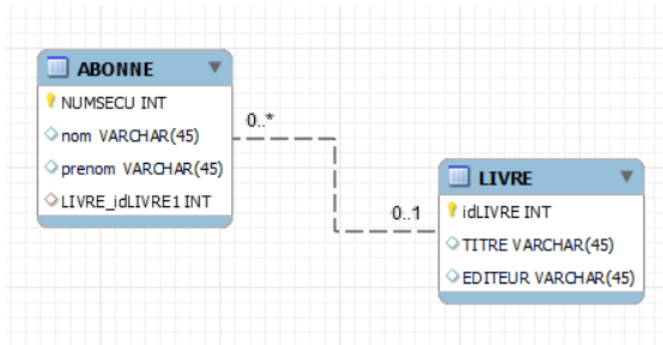 ABONNE
NUMSECU INT
nom VARCHAR(45)
prenom VARCHAR(45)
LIVRE_idLIVRE1 INT
0..*
0..1
LIVRE
idLIVRE INT
TITRE VARCHAR(45)
EDITEUR VARCHAR(45)